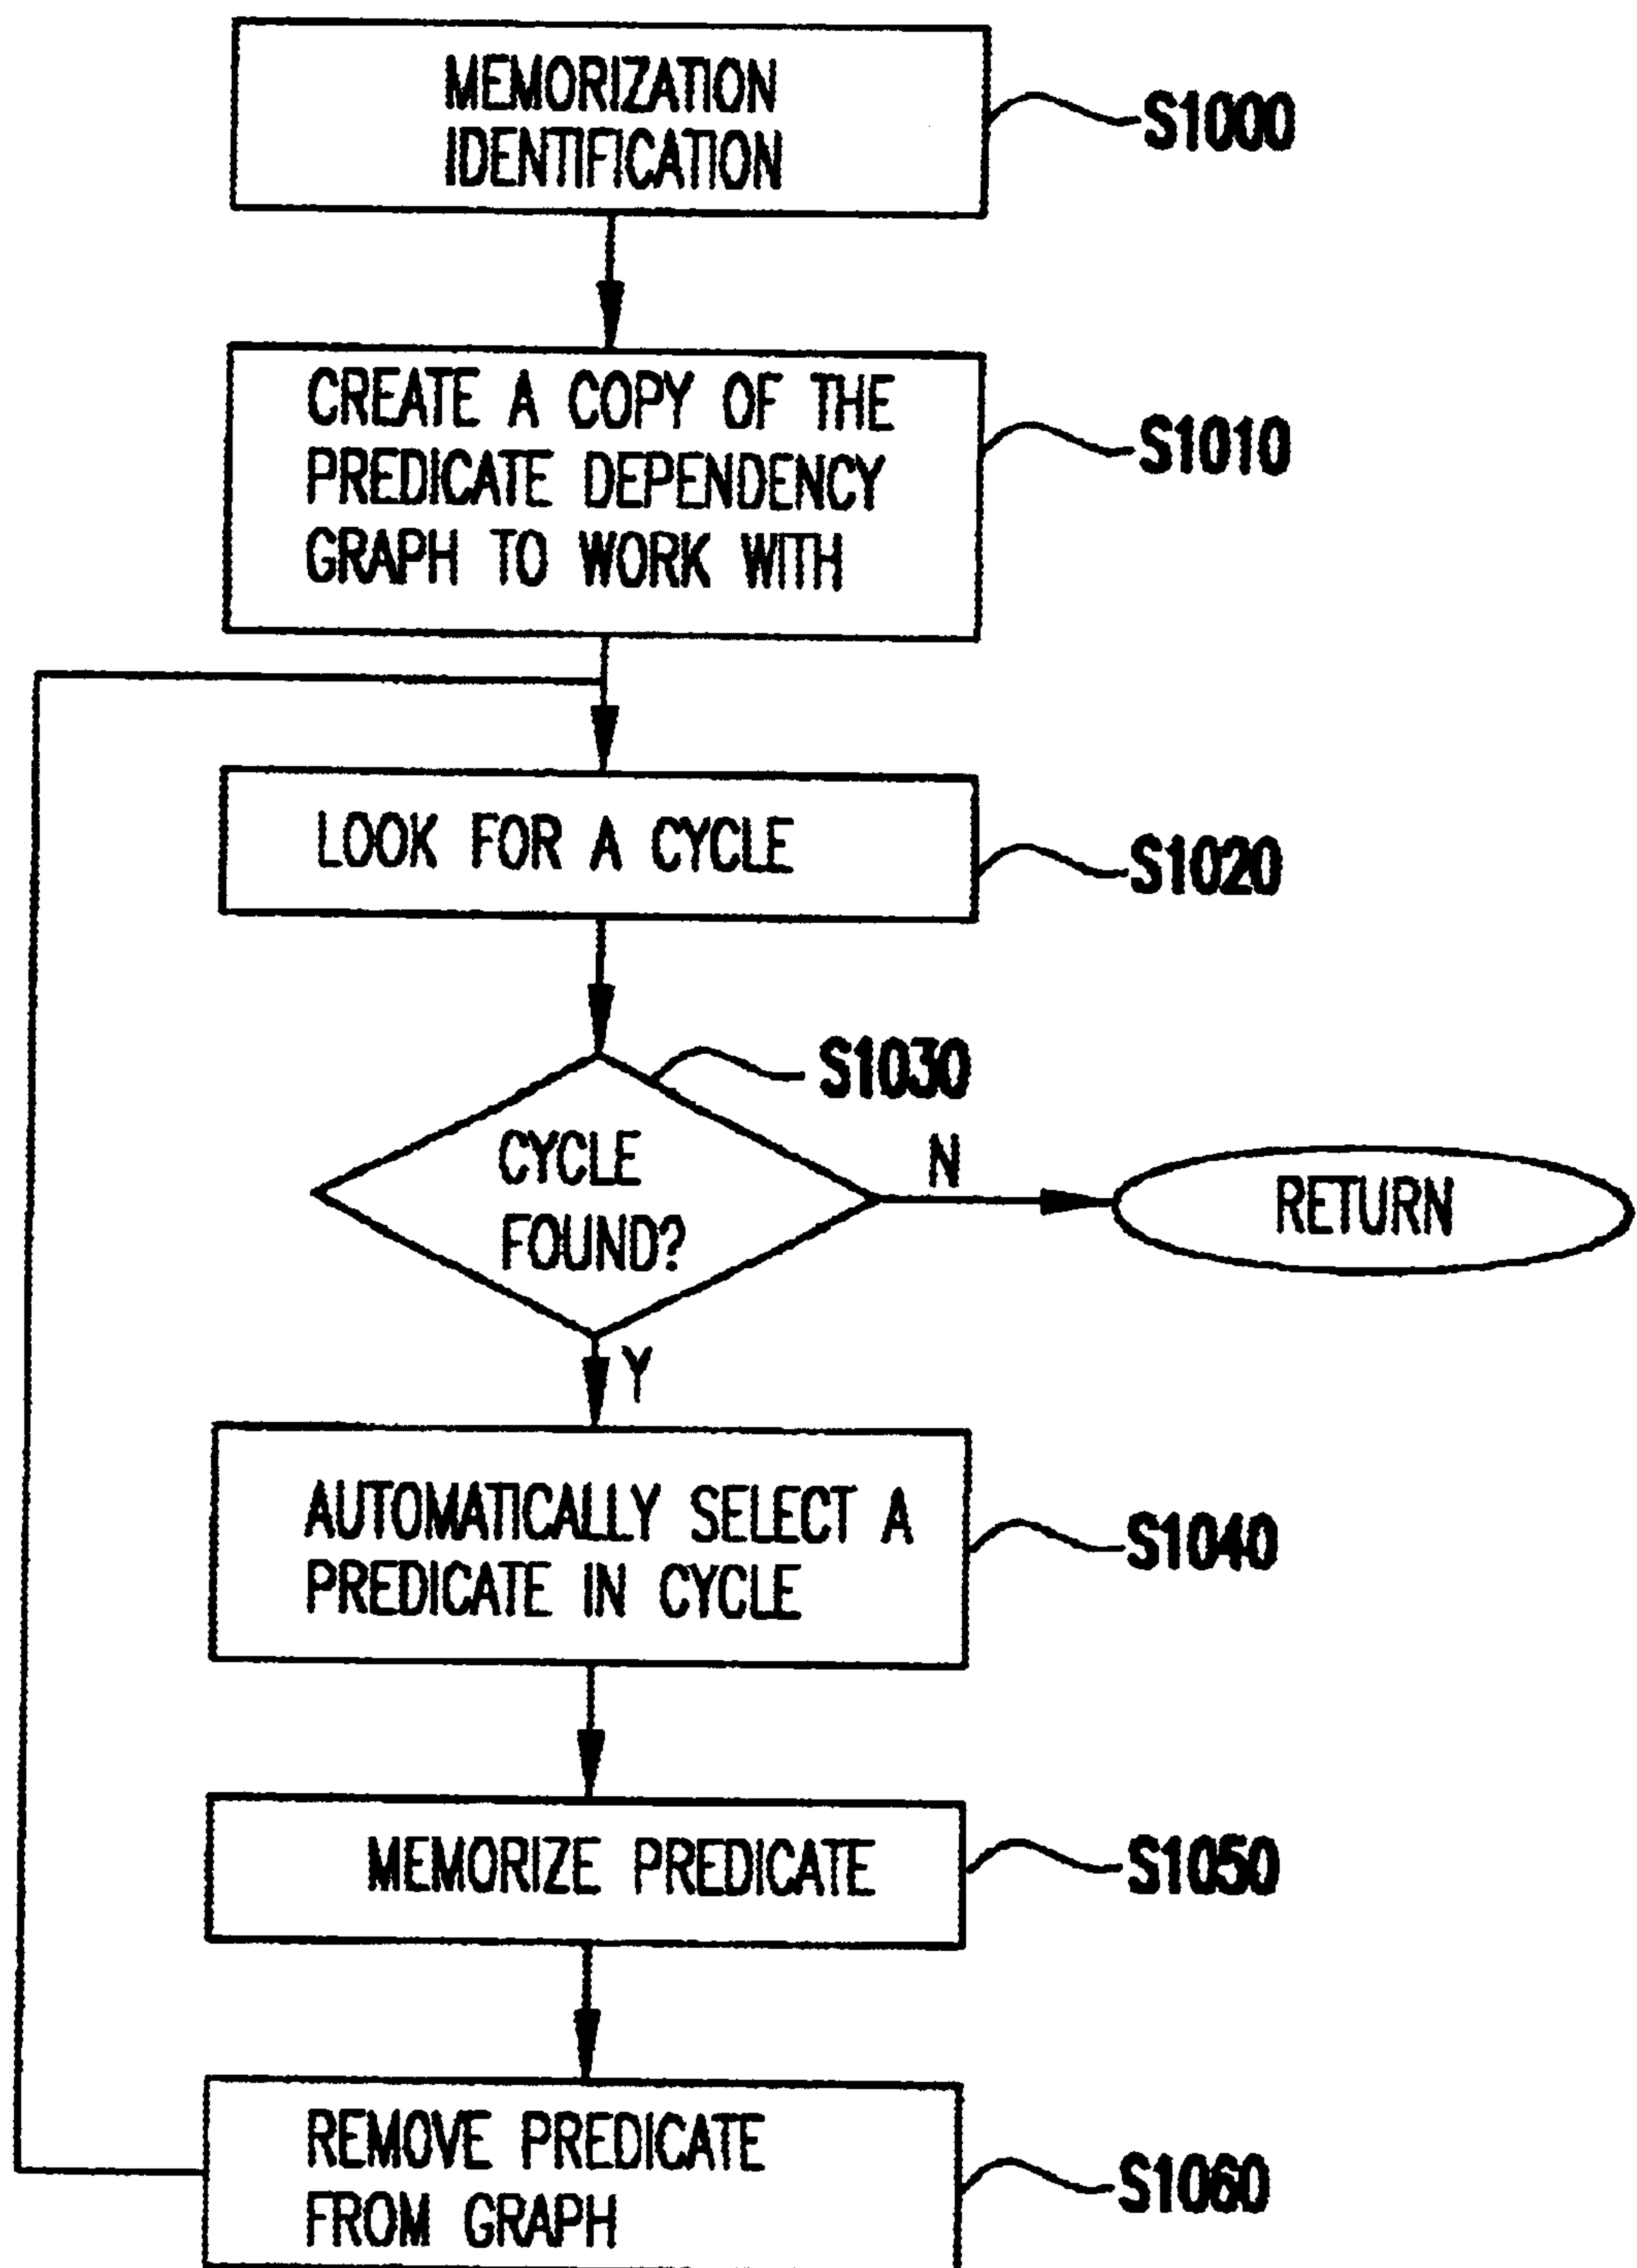 MEMORIZATION
IDENTIFICATION
S1000
CREATE A COPY OF THE
PREDICATE DEPENDENCY
GRAPH TO WORK WITH
S1010
LOOK FOR A CYCLE
S1020
S1030
CYCLE
FOUND?
N
RETURN
Y
AUTOMATICALLY SELECT A
PREDICATE IN CYCLE
S1040
MEMORIZE PREDICATE
S1050
REMOVE PREDICATE
FROM GRAPH
S1060